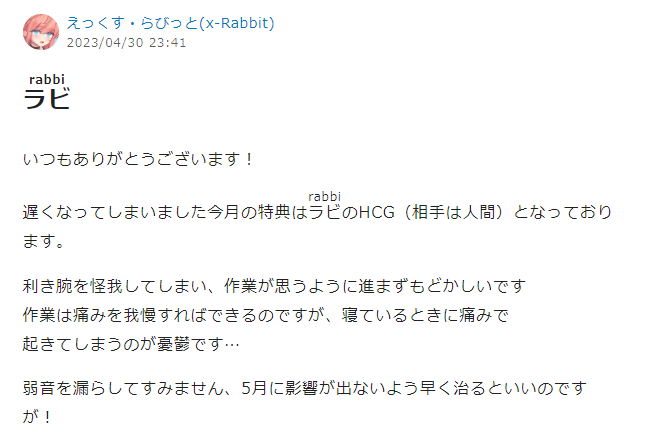 えっくす・らびっと(x-Rabbit)
2023/04/30 23:41
rabbi
ラビ
いつもありがとうございます！
rabbi
遅くなってしまいました今月の特典はラビのHCG（相手は人間）となっており
ます。
利き腕を怪我してしまい、作業が思うように進まずもどかしいです
作業は痛みを我慢すればできるのですが、寝ているときに痛みで
起きてしまうのが憂鬱です…
弱音を漏らしてすみません、5月に影響が出ないよう早く治るといいのです
が！